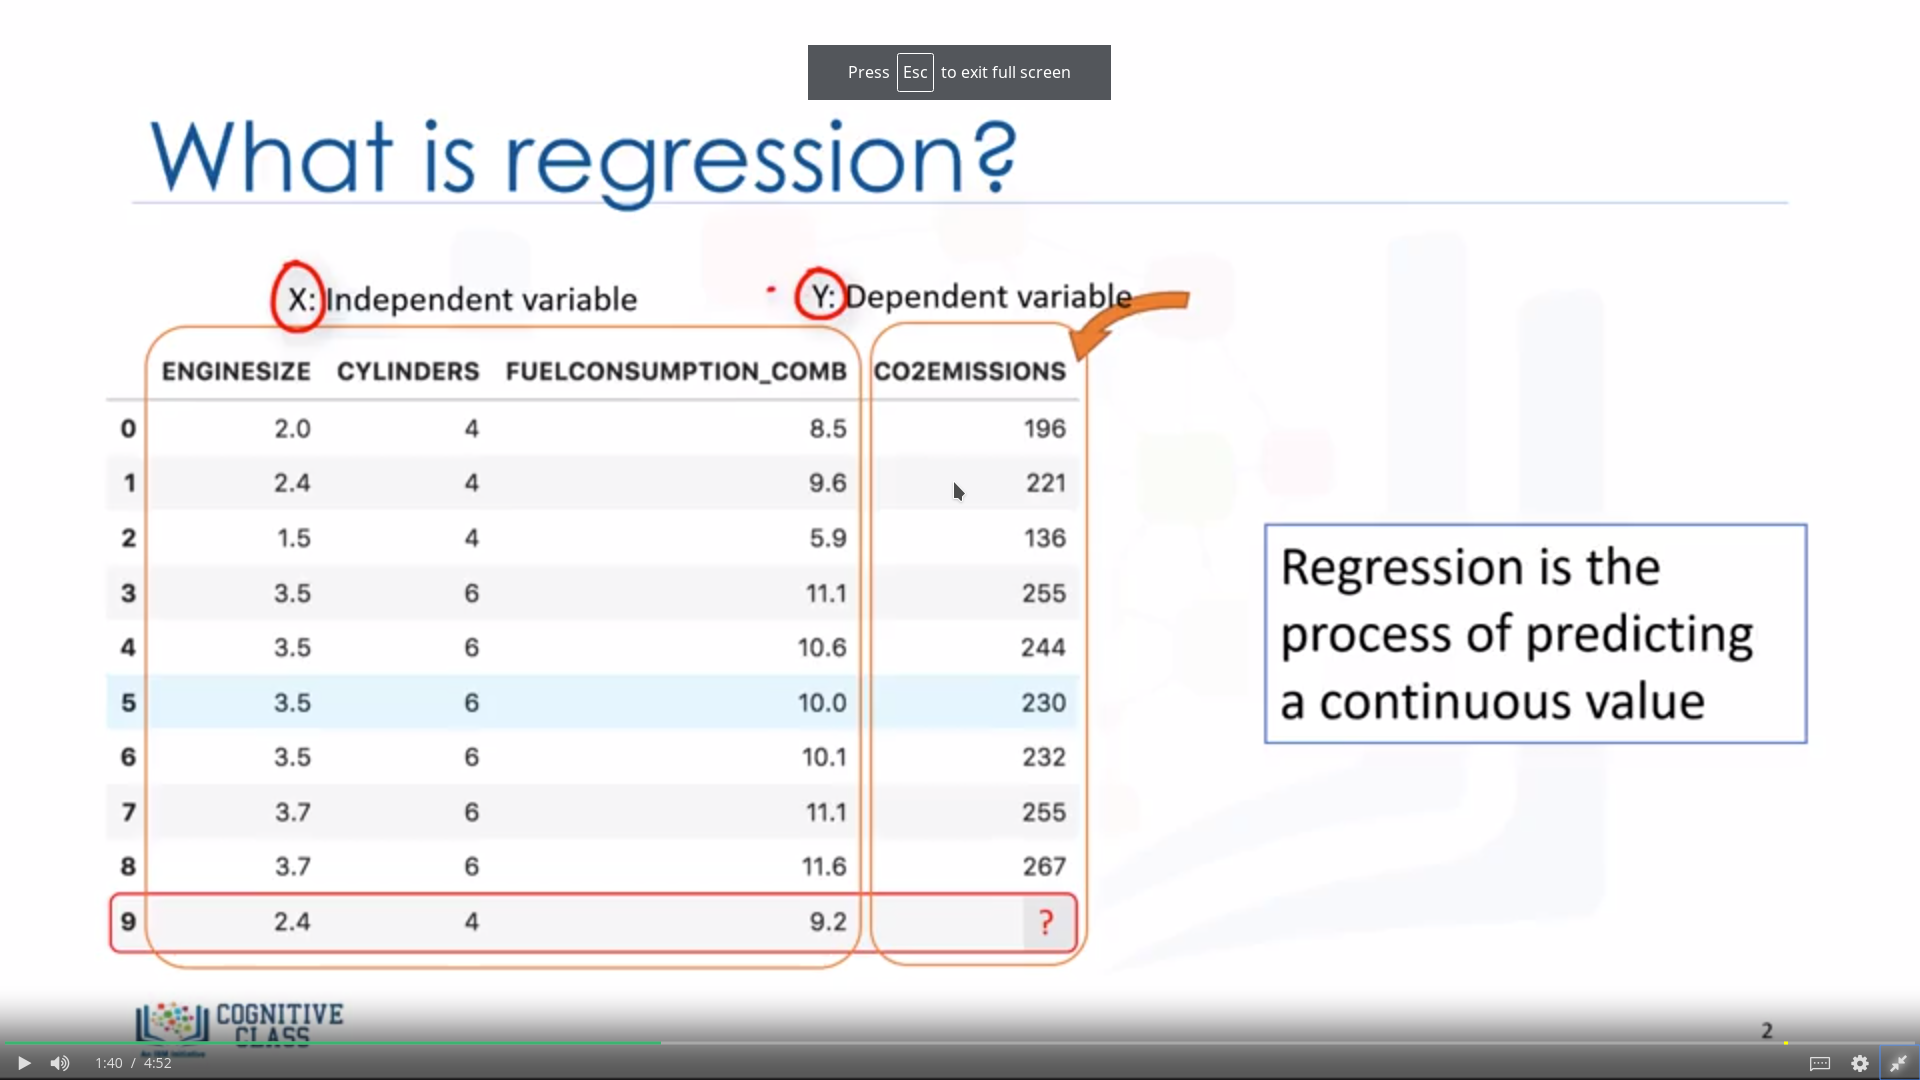 Press Esc to exit full screen
What is regression?
X: Independent variable
Y: Dependent variable
ENGINESIZE CYLINDERS FUELCONSUMPTION_COMB CO2EMISSIONS
0 2.0 4 8.5 196
1 2.4 4 9.6 221
2 1.5 4 5.9 136
3 3.5 6 11.1 255
4 3.5 6 10.6 244
5 3.5 6 10.0 230
6 3.5 6 10.1 232
7 3.7 6 11.1 255
8 3.7 6 11.6 267
9 2.4 4 9.2 ?
Regression is the
process of predicting
a continuous value
COGNITIVE
CLASS
An IBM Initiative
2
1:40 / 4:52